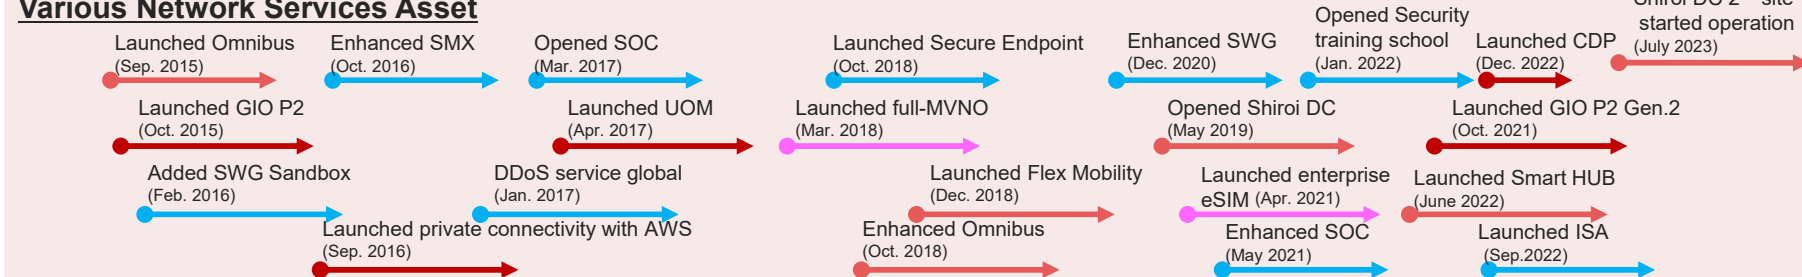 Various Network Services Asset
Launched Omnibus
(Sep. 2015)
Enhanced SMX
(Oct. 2016)
Opened SOC
(Mar. 2017)
Launched Secure Endpoint
(Oct. 2018)
Enhanced SWG
(Dec. 2020)
Opened Security
training school
(Jan. 2022)
Launched CDP
(Dec. 2022)
Shiroi DC 2
site
started operation
(July 2023)
Launched GIO P2
(Oct. 2015)
Launched UOM
(Apr. 2017)
Launched full-MVNO
(Mar. 2018)
Opened Shiroi DC
(May 2019)
Launched GIO P2 Gen.2
(Oct. 2021)
Added SWG Sandbox
(Feb. 2016)
DDoS service global
(Jan. 2017)
Launched Flex Mobility
(Dec. 2018)
Launched enterprise
eSIM (Apr. 2021)
Launched Smart HUB
(June 2022)
Launched private connectivity with AWS
(Sep. 2016)
Enhanced Omnibus
(Oct. 2018)
Enhanced SOC
(May 2021)
Launched ISA
(Sep.2022)